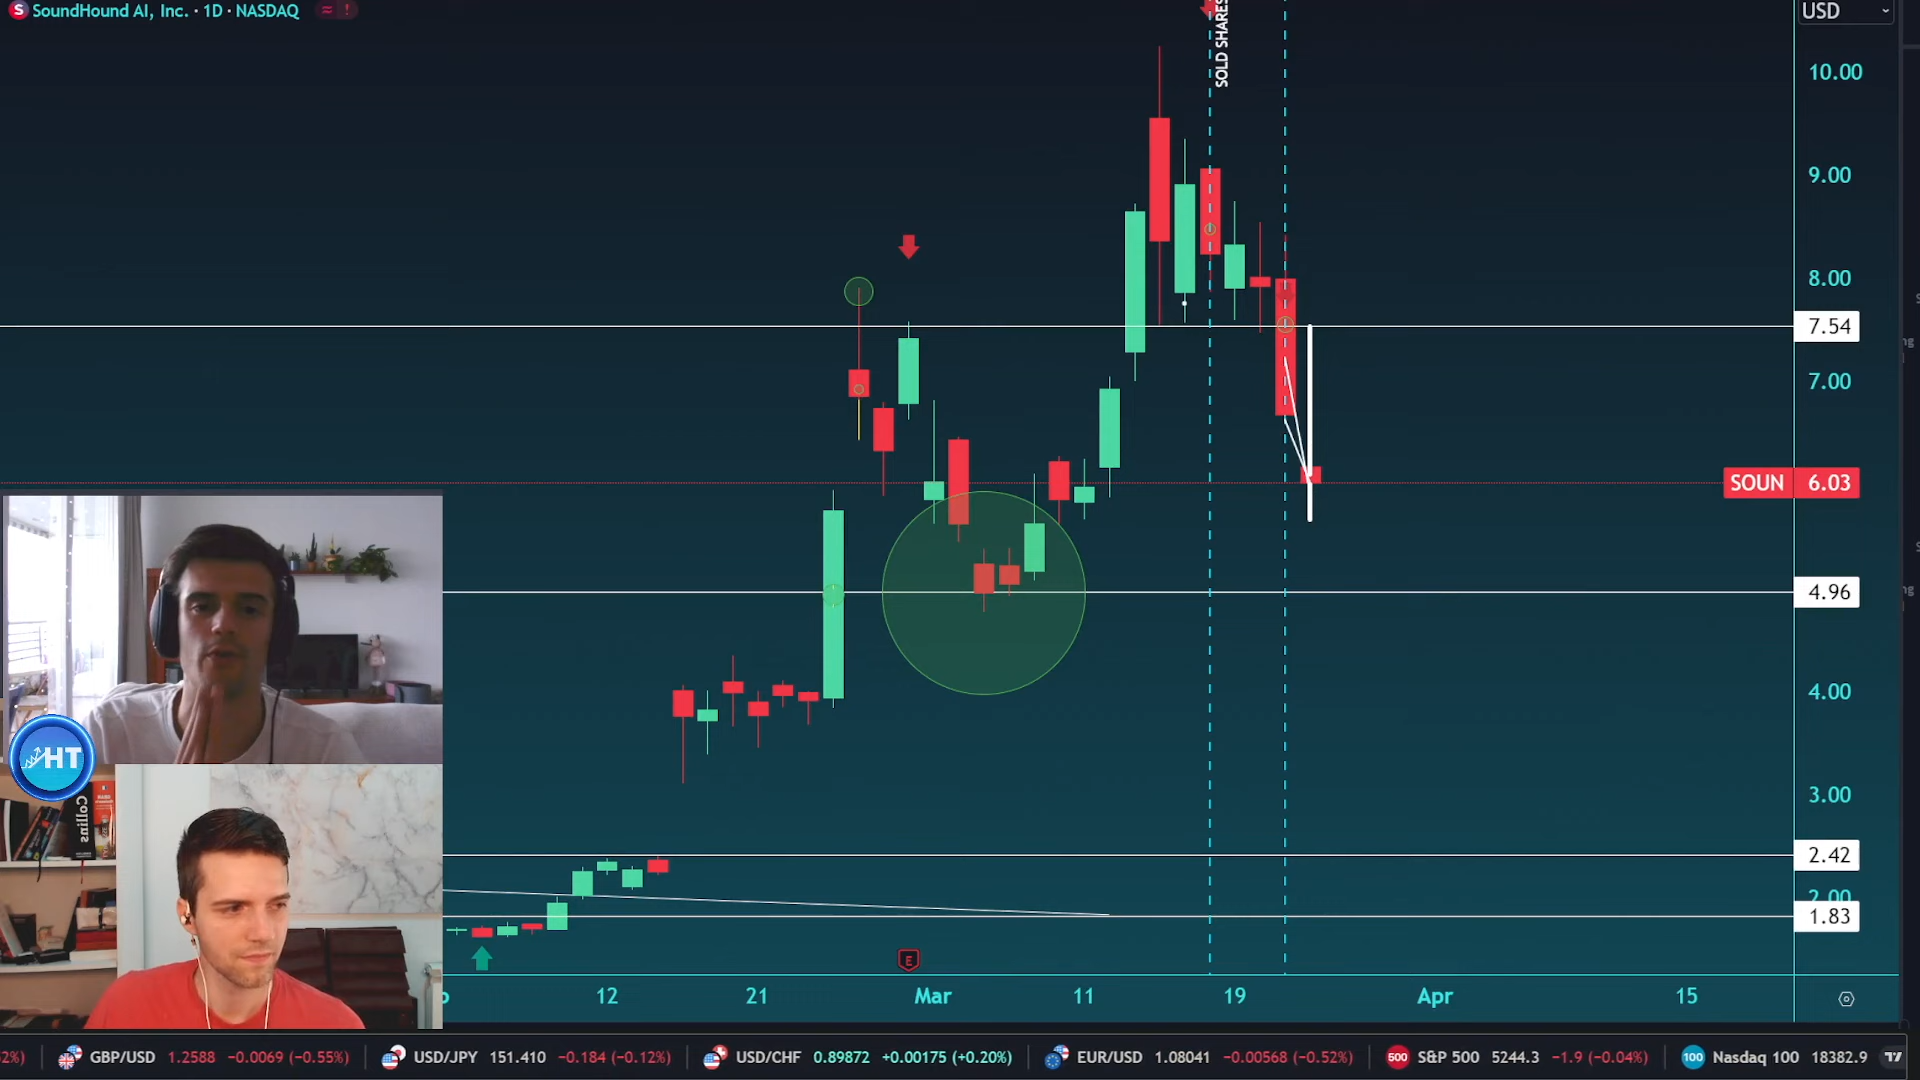 SoundHound AI, Inc. · 1D · NASDAQ
USD
SOLD SHARES
10.00
9.00
8.00
7.54
7.00
SOUN 6.03
4.96
4.00
3.00
2.42
2.00
1.83
HT
Collins
E
12 21 Mar 11 19 Apr 15
GBP/USD 1.2588 −0.0069 (−0.55%) USD/JPY 151.410 −0.184 (−0.12%) USD/CHF 0.89872 +0.00175 (+0.20%) EUR/USD 1.08041 −0.00568 (−0.52%) 500 S&P 500 5244.3 −1.9 (−0.04%) 100 Nasdaq 100 18382.9